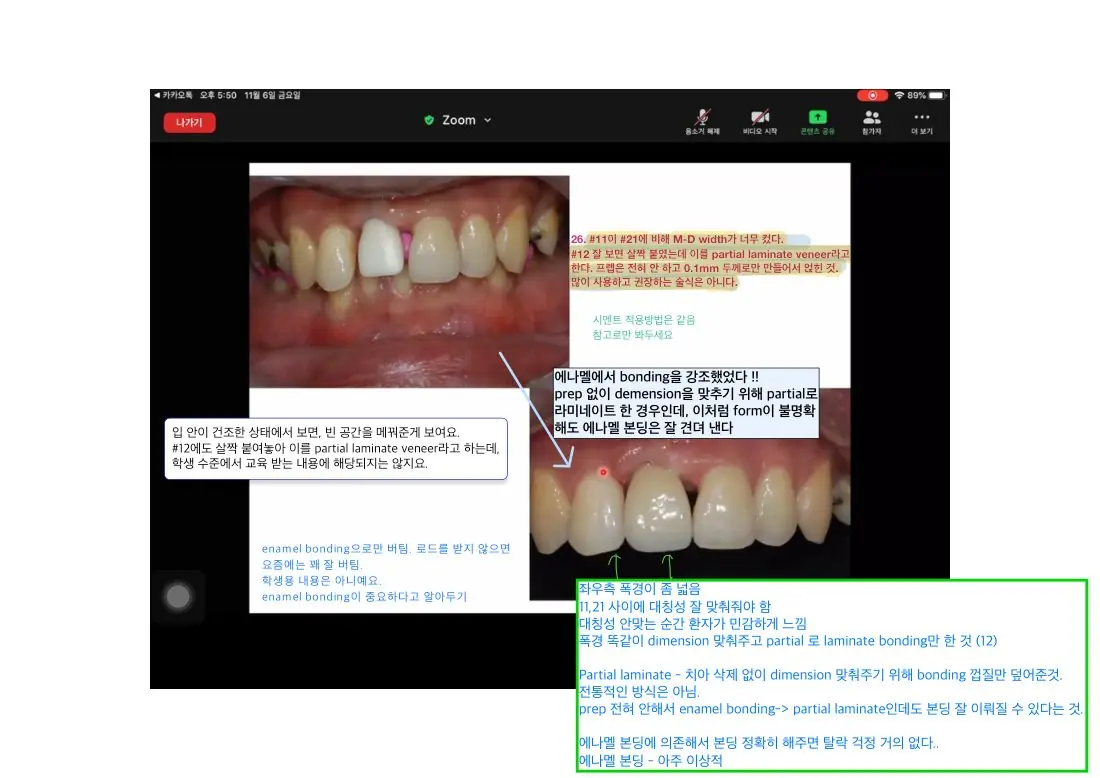 ◀ 카카오톡 오후 5:50 11월 6일 금요일
89%
나가기
Zoom
음소거 해제
비디오 시작
콘텐츠 공유
참가자
더 보기
26. #11이 #21에 비해 M-D width가 너무 컸다.
#12 잘 보면 살짝 붙였는데 이를 partial laminate veneer라고
한다. 프렙은 전혀 안 하고 0.1mm 두께로만 만들어서 얹힌 것.
많이 사용하고 권장하는 술식은 아니다.
시멘트 적용방법은 같음
참고로만 봐두세요
에나멜에서 bonding을 강조했었다 !!
prep 없이 demension을 맞추기 위해 partial로
라미네이트 한 경우인데, 이처럼 form이 불명확
해도 에나멜 본딩은 잘 견뎌 낸다
입 안이 건조한 상태에서 보면, 빈 공간을 메꿔준게 보여요.
#12에도 살짝 붙여놓아 이를 partial laminate veneer라고 하는데,
학생 수준에서 교육 받는 내용에 해당되지는 않지요.
enamel bonding으로만 버팀. 로드를 받지 않으면
요즘에는 꽤 잘 버팀.
학생용 내용은 아니예요.
enamel bonding이 중요하다고 알아두기
좌우측 폭경이 좀 넓음
11,21 사이에 대칭성 잘 맞춰줘야 함
대칭성 안맞는 순간 환자가 민감하게 느낌
폭경 똑같이 dimension 맞춰주고 partial 로 laminate bonding만 한 것 (12)
Partial laminate - 치아 삭제 없이 dimension 맞춰주기 위해 bonding 껍질만 덮어준것.
전통적인 방식은 아님.
prep 전혀 안해서 enamel bonding-> partial laminate인데도 본딩 잘 이뤄질 수 있다는 것.
에나멜 본딩에 의존해서 본딩 정확히 해주면 탈락 걱정 거의 없다..
에나멜 본딩 - 아주 이상적